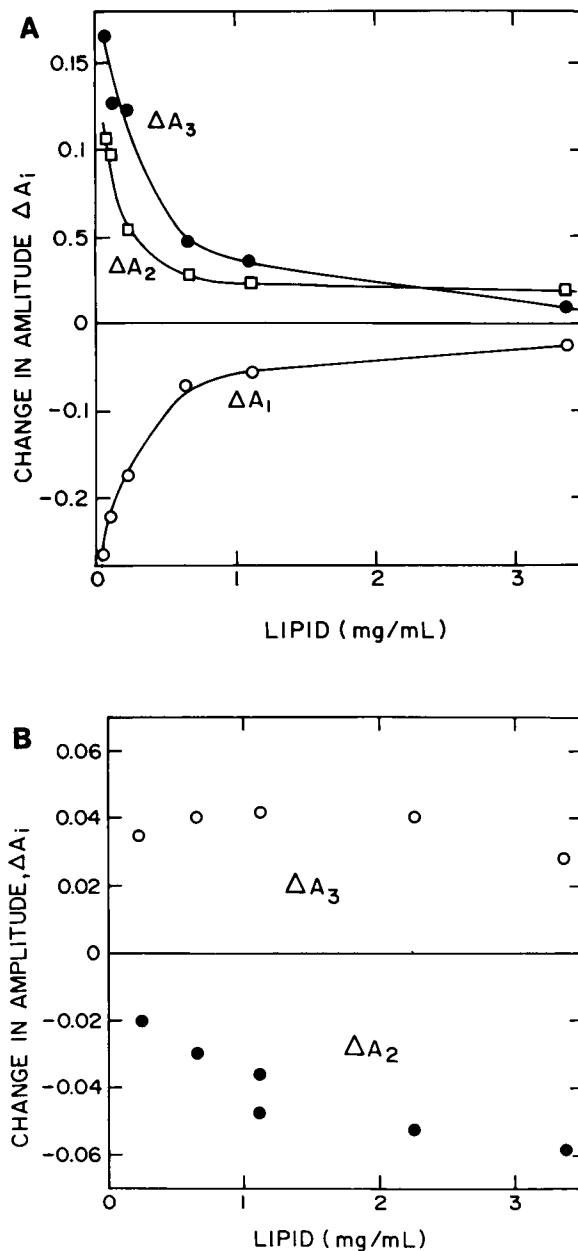 A
CHANGE IN AMLITUDE ΔAi
0.15
0.1
0.5
0
-0.1
-0.2
ΔA3
ΔA2
ΔA1
0
1
2
3
LIPID (mg/mL)
B
CHANGE IN AMPLITUDE, ΔAi
0.06
0.04
0.02
0
-0.02
-0.04
-0.06
ΔA3
ΔA2
0
1
2
3
LIPID (mg/mL)